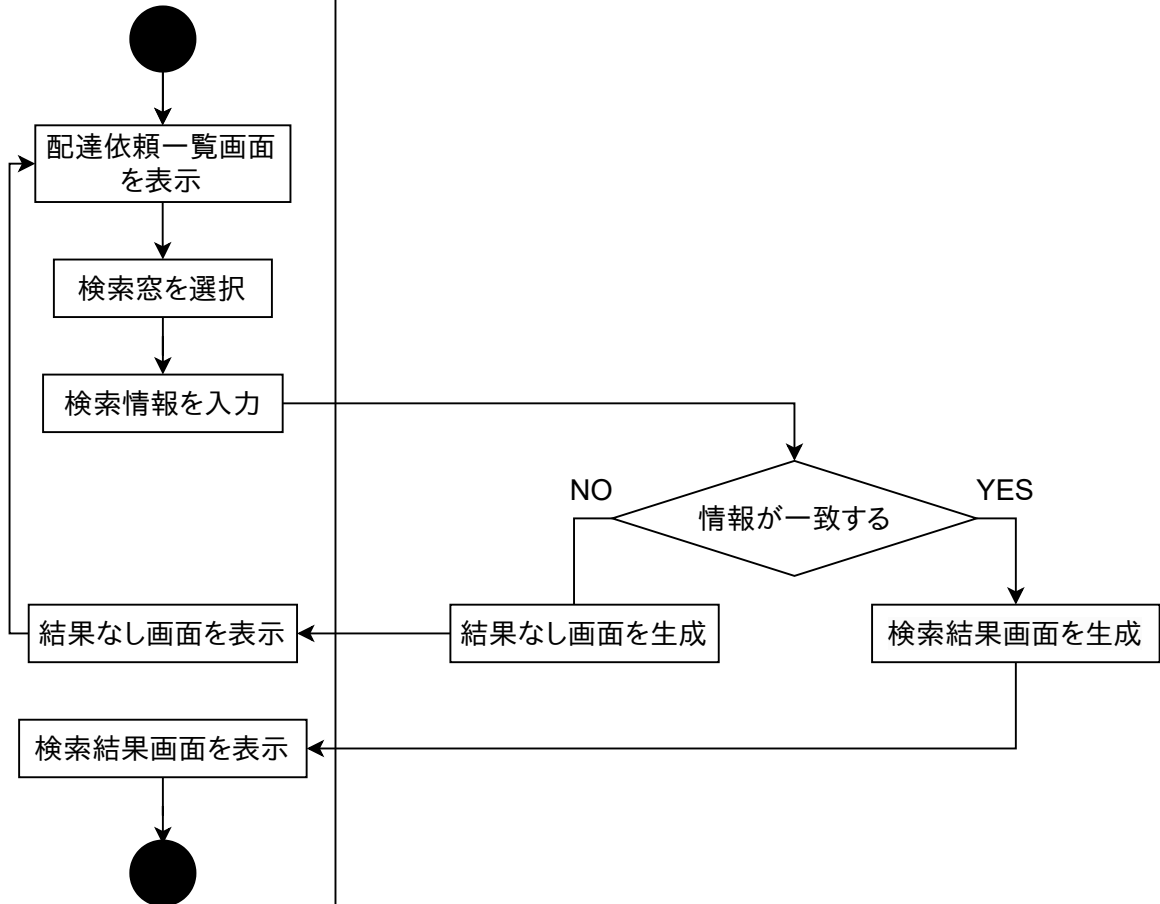 配達依頼一覧画面
を表示
検索窓を選択
検索情報を入力
NO
YES
情報が一致する
結果なし画面を表示
結果なし画面を生成
検索結果画面を生成
検索結果画面を表示